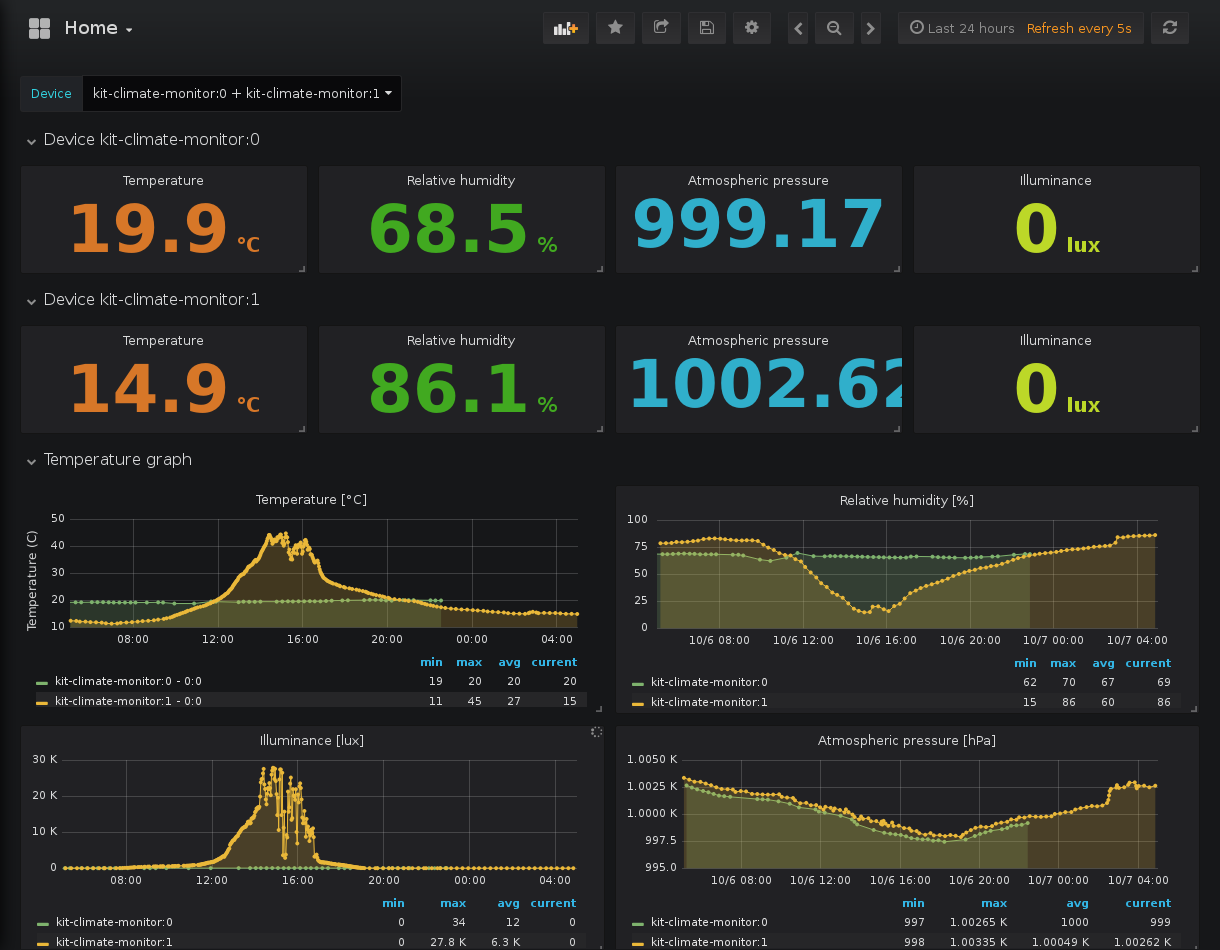 Home
Last 24 hours Refresh every 5s
Device kit-climate-monitor:0 + kit-climate-monitor:1
Device kit-climate-monitor:0
Temperature Relative humidity Atmospheric pressure Illuminance
19.9 °C 68.5 % 999.17 0 lux
Device kit-climate-monitor:1
Temperature Relative humidity Atmospheric pressure Illuminance
14.9 °C 86.1 % 1002.62 0 lux
Temperature graph
Temperature [°C]
Temperature (C)
50
40
30
20
10
08:00 12:00 16:00 20:00 00:00 04:00
min max avg current
kit-climate-monitor:0 - 0:0 19 20 20 20
kit-climate-monitor:1 - 0:0 11 45 27 15
Relative humidity [%]
100
75
50
25
0
10/6 08:00 10/6 12:00 10/6 16:00 10/6 20:00 10/7 00:00 10/7 04:00
min max avg current
kit-climate-monitor:0 62 70 67 69
kit-climate-monitor:1 15 86 60 86
Illuminance [lux]
30 K
20 K
10 K
0
08:00 12:00 16:00 20:00 00:00 04:00
min max avg current
kit-climate-monitor:0 0 34 12 0
kit-climate-monitor:1 0 27.8 K 6.3 K 0
Atmospheric pressure [hPa]
1.0050 K
1.0025 K
1.0000 K
997.5
995.0
10/6 08:00 10/6 12:00 10/6 16:00 10/6 20:00 10/7 00:00 10/7 04:00
min max avg current
kit-climate-monitor:0 997 1.00265 K 1000 999
kit-climate-monitor:1 998 1.00335 K 1.00049 K 1.00262 K